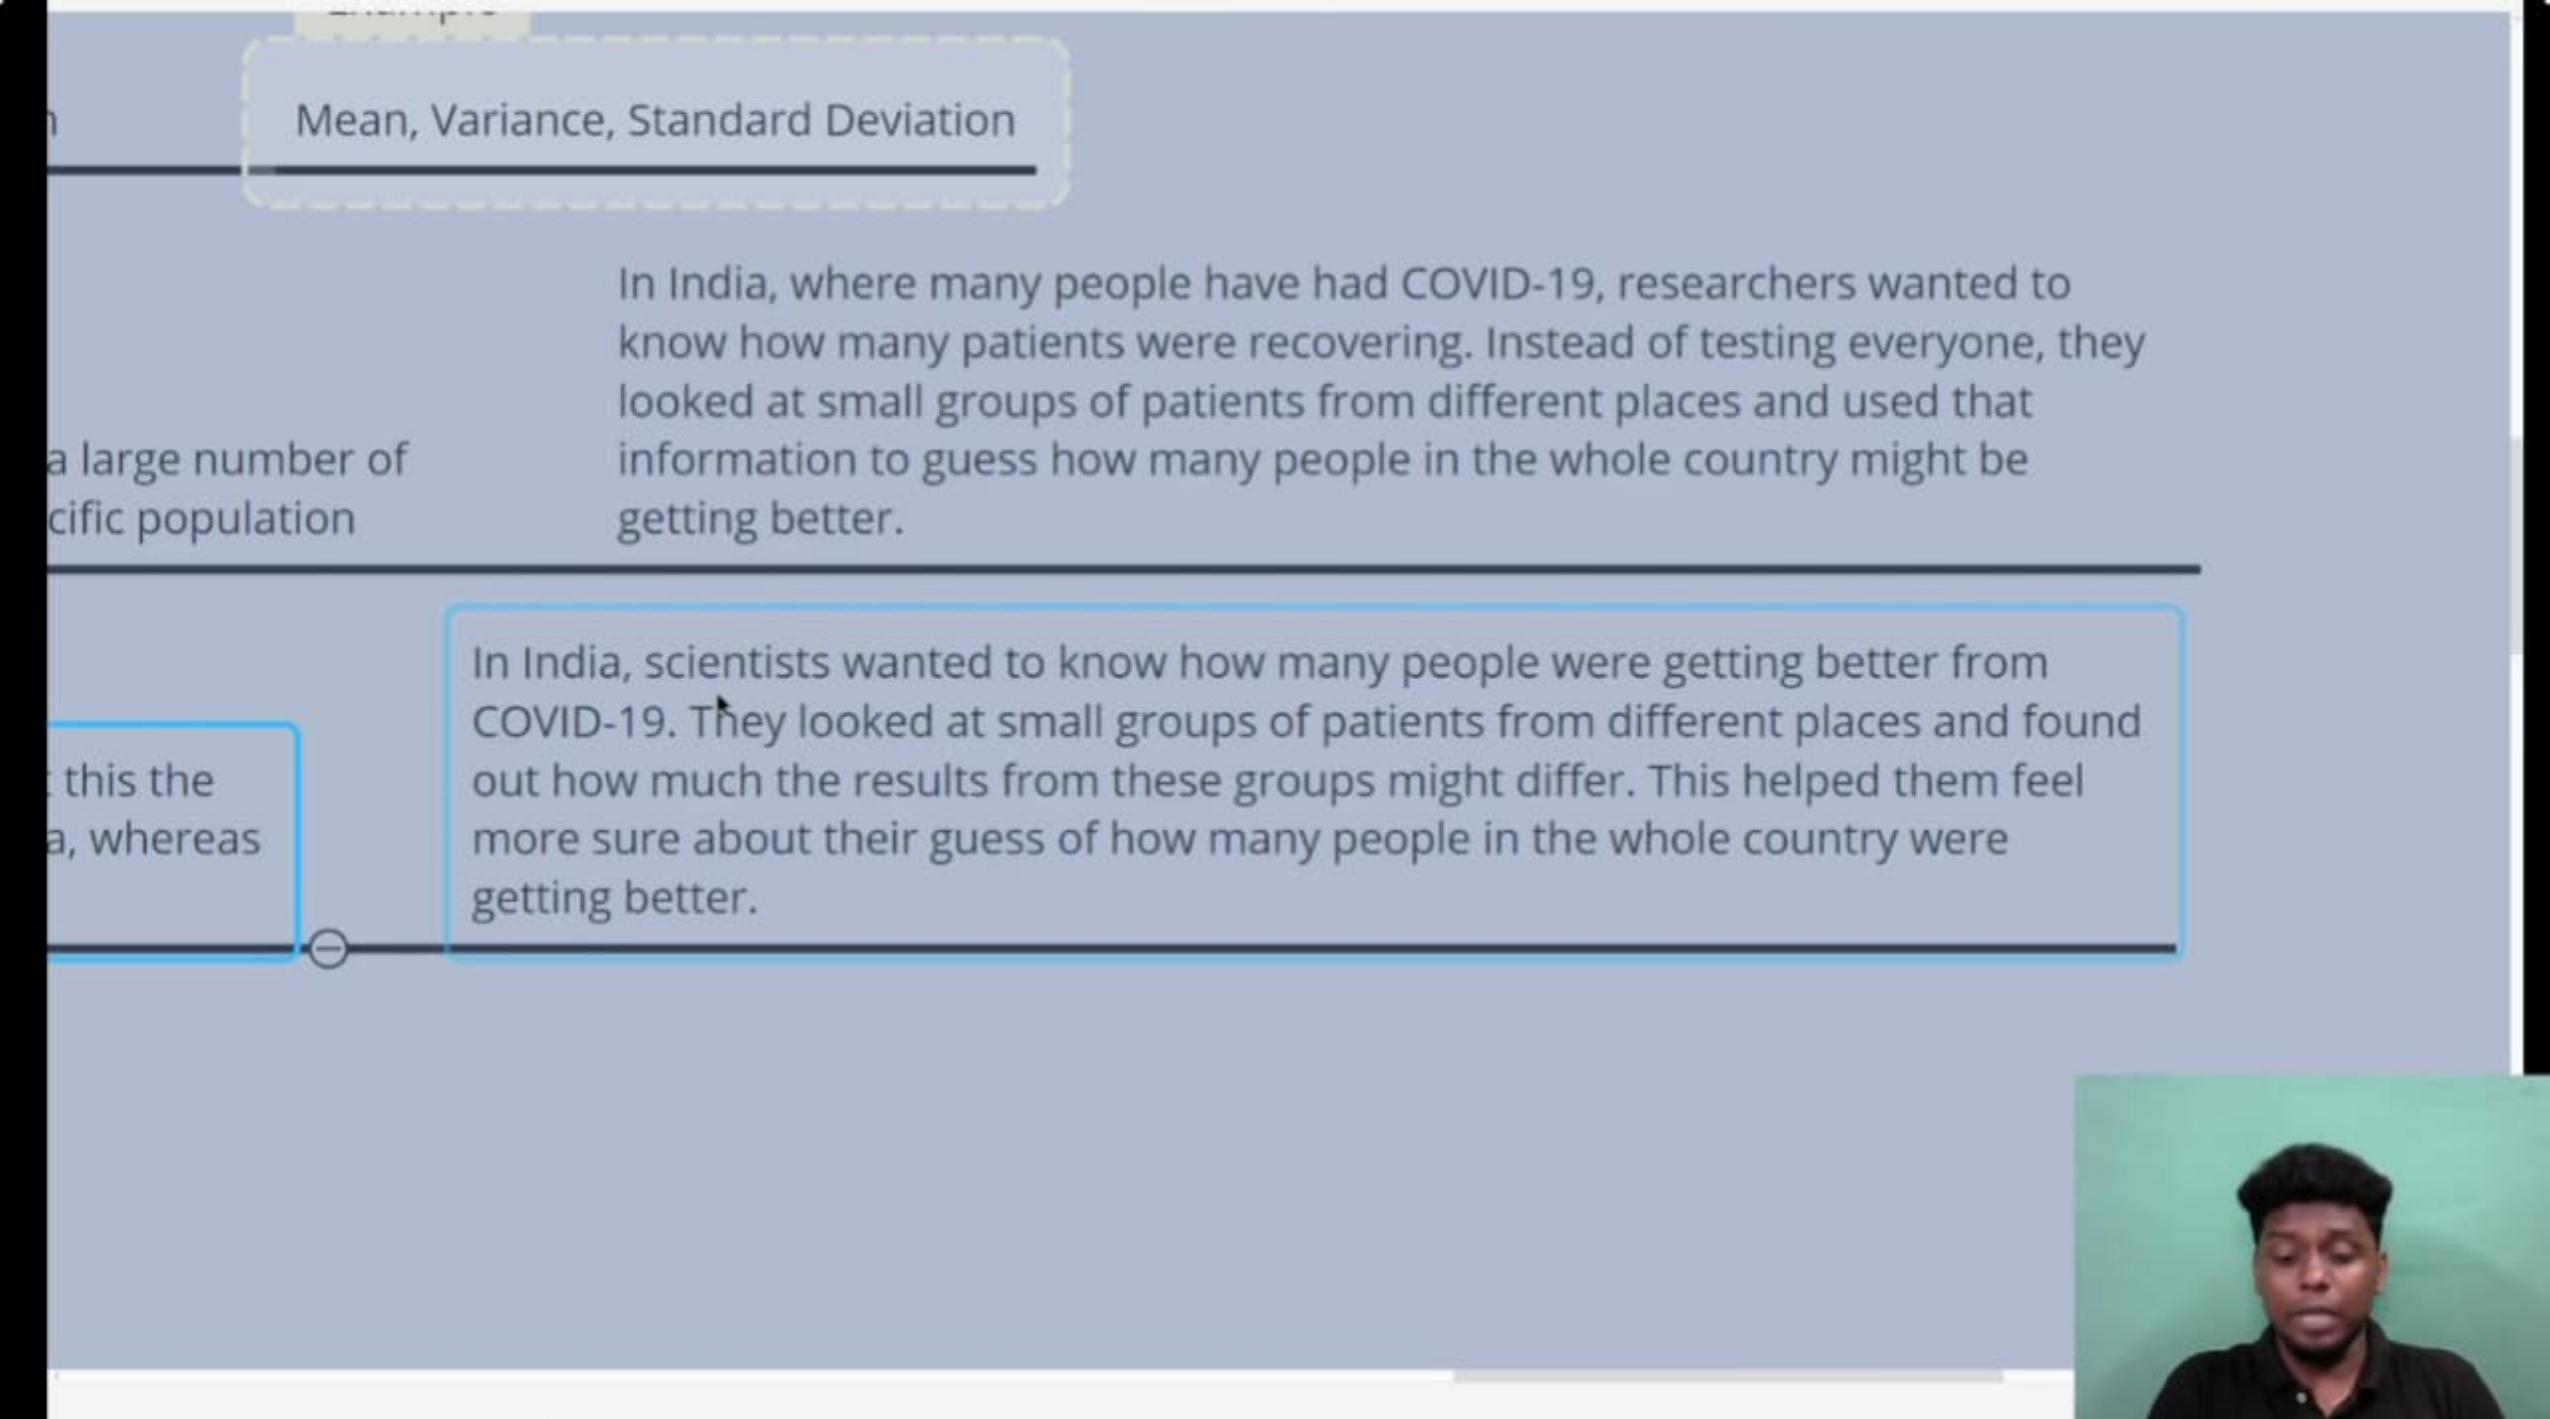 Example
Mean, Variance, Standard Deviation
In India, where many people have had COVID-19, researchers wanted to
know how many patients were recovering. Instead of testing everyone, they
looked at small groups of patients from different places and used that
information to guess how many people in the whole country might be
getting better.
a large number of
cific population
In India, scientists wanted to know how many people were getting better from
COVID-19. They looked at small groups of patients from different places and found
out how much the results from these groups might differ. This helped them feel
more sure about their guess of how many people in the whole country were
getting better.
this the
a, whereas